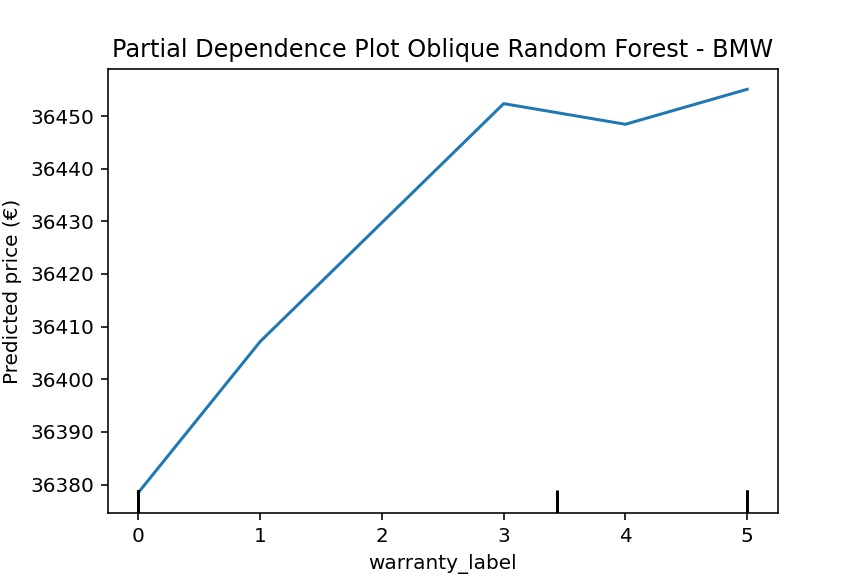 Partial Dependence Plot Oblique Random Forest - BMW
36450
36440
36430
36420
36410
36400
36390
36380
Predicted price (€)
0 1 2 3 4 5
warranty_label